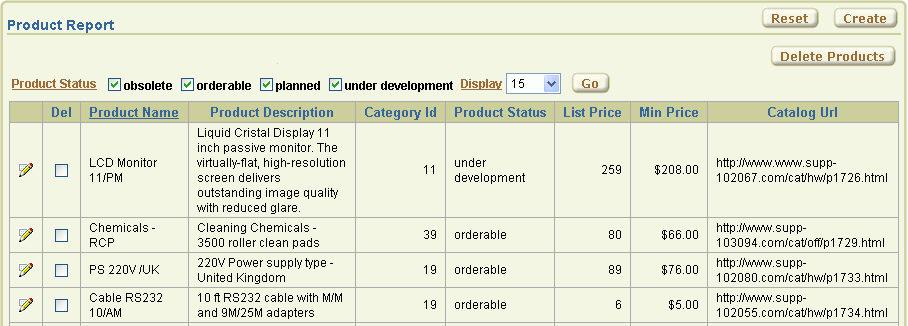 Product Report
Reset Create
Delete Products
Product Status obsolete orderable planned under development Display 15 Go
Del Product Name Product Description Category Id Product Status List Price Min Price Catalog Url
LCD Monitor 11/PM Liquid Cristal Display 11 inch passive monitor. The virtually-flat, high-resolution screen delivers outstanding image quality with reduced glare. 11 under development 259 $208.00 http://www.www.supp-102067.com/cat/hw/p1726.html
Chemicals - RCP Cleaning Chemicals - 3500 roller clean pads 39 orderable 80 $66.00 http://www.supp-103094.com/cat/off/p1729.html
PS 220V /UK 220V Power supply type - United Kingdom 19 orderable 89 $76.00 http://www.supp-102080.com/cat/hw/p1733.html
Cable RS232 10/AM 10 ft RS232 cable with M/M and 9M/25M adapters 19 orderable 6 $5.00 http://www.supp-102055.com/cat/hw/p1734.html